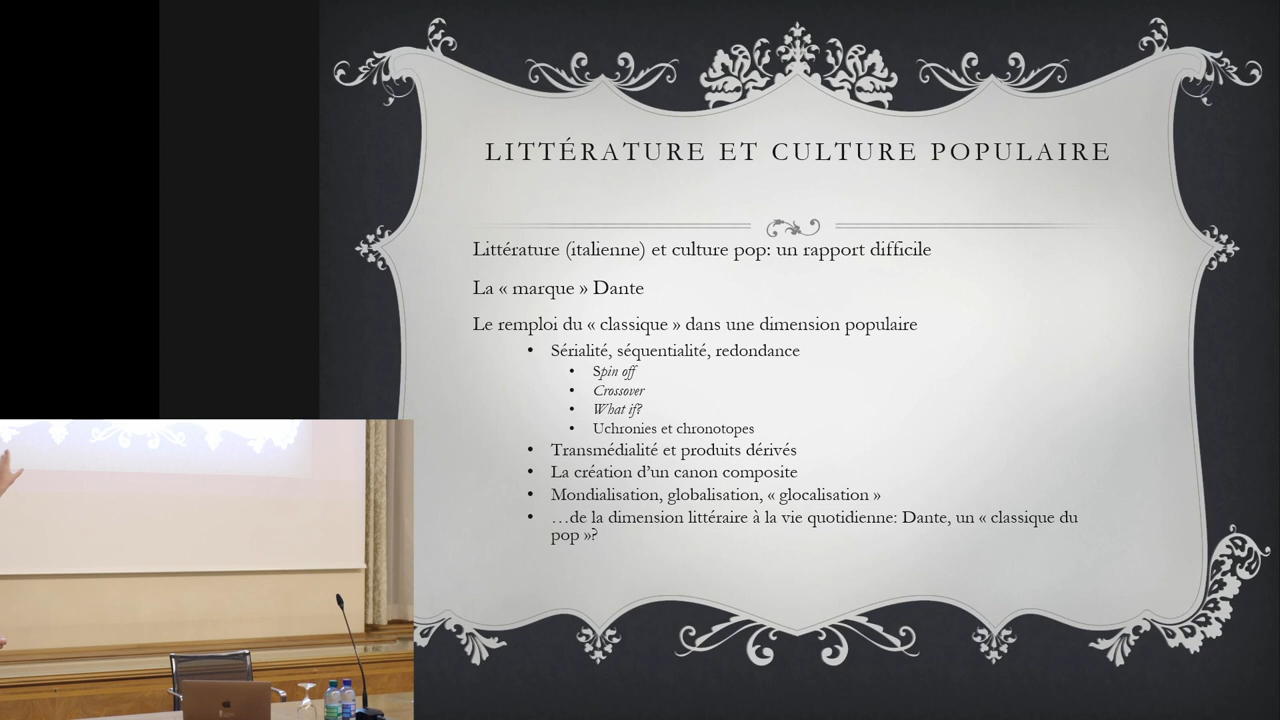 LITTÉRATURE ET CULTURE POPULAIRE
Littérature (italienne) et culture pop: un rapport difficile
La « marque » Dante
Le remploi du « classique » dans une dimension populaire
• Sérialité, séquentialité, redondance
• Spin off
• Crossover
• What if?
• Uchronies et chronotopes
• Transmédialité et produits dérivés
• La création d'un canon composite
• Mondialisation, globalisation, « glocalisation »
• …de la dimension littéraire à la vie quotidienne: Dante, un « classique du
pop »?